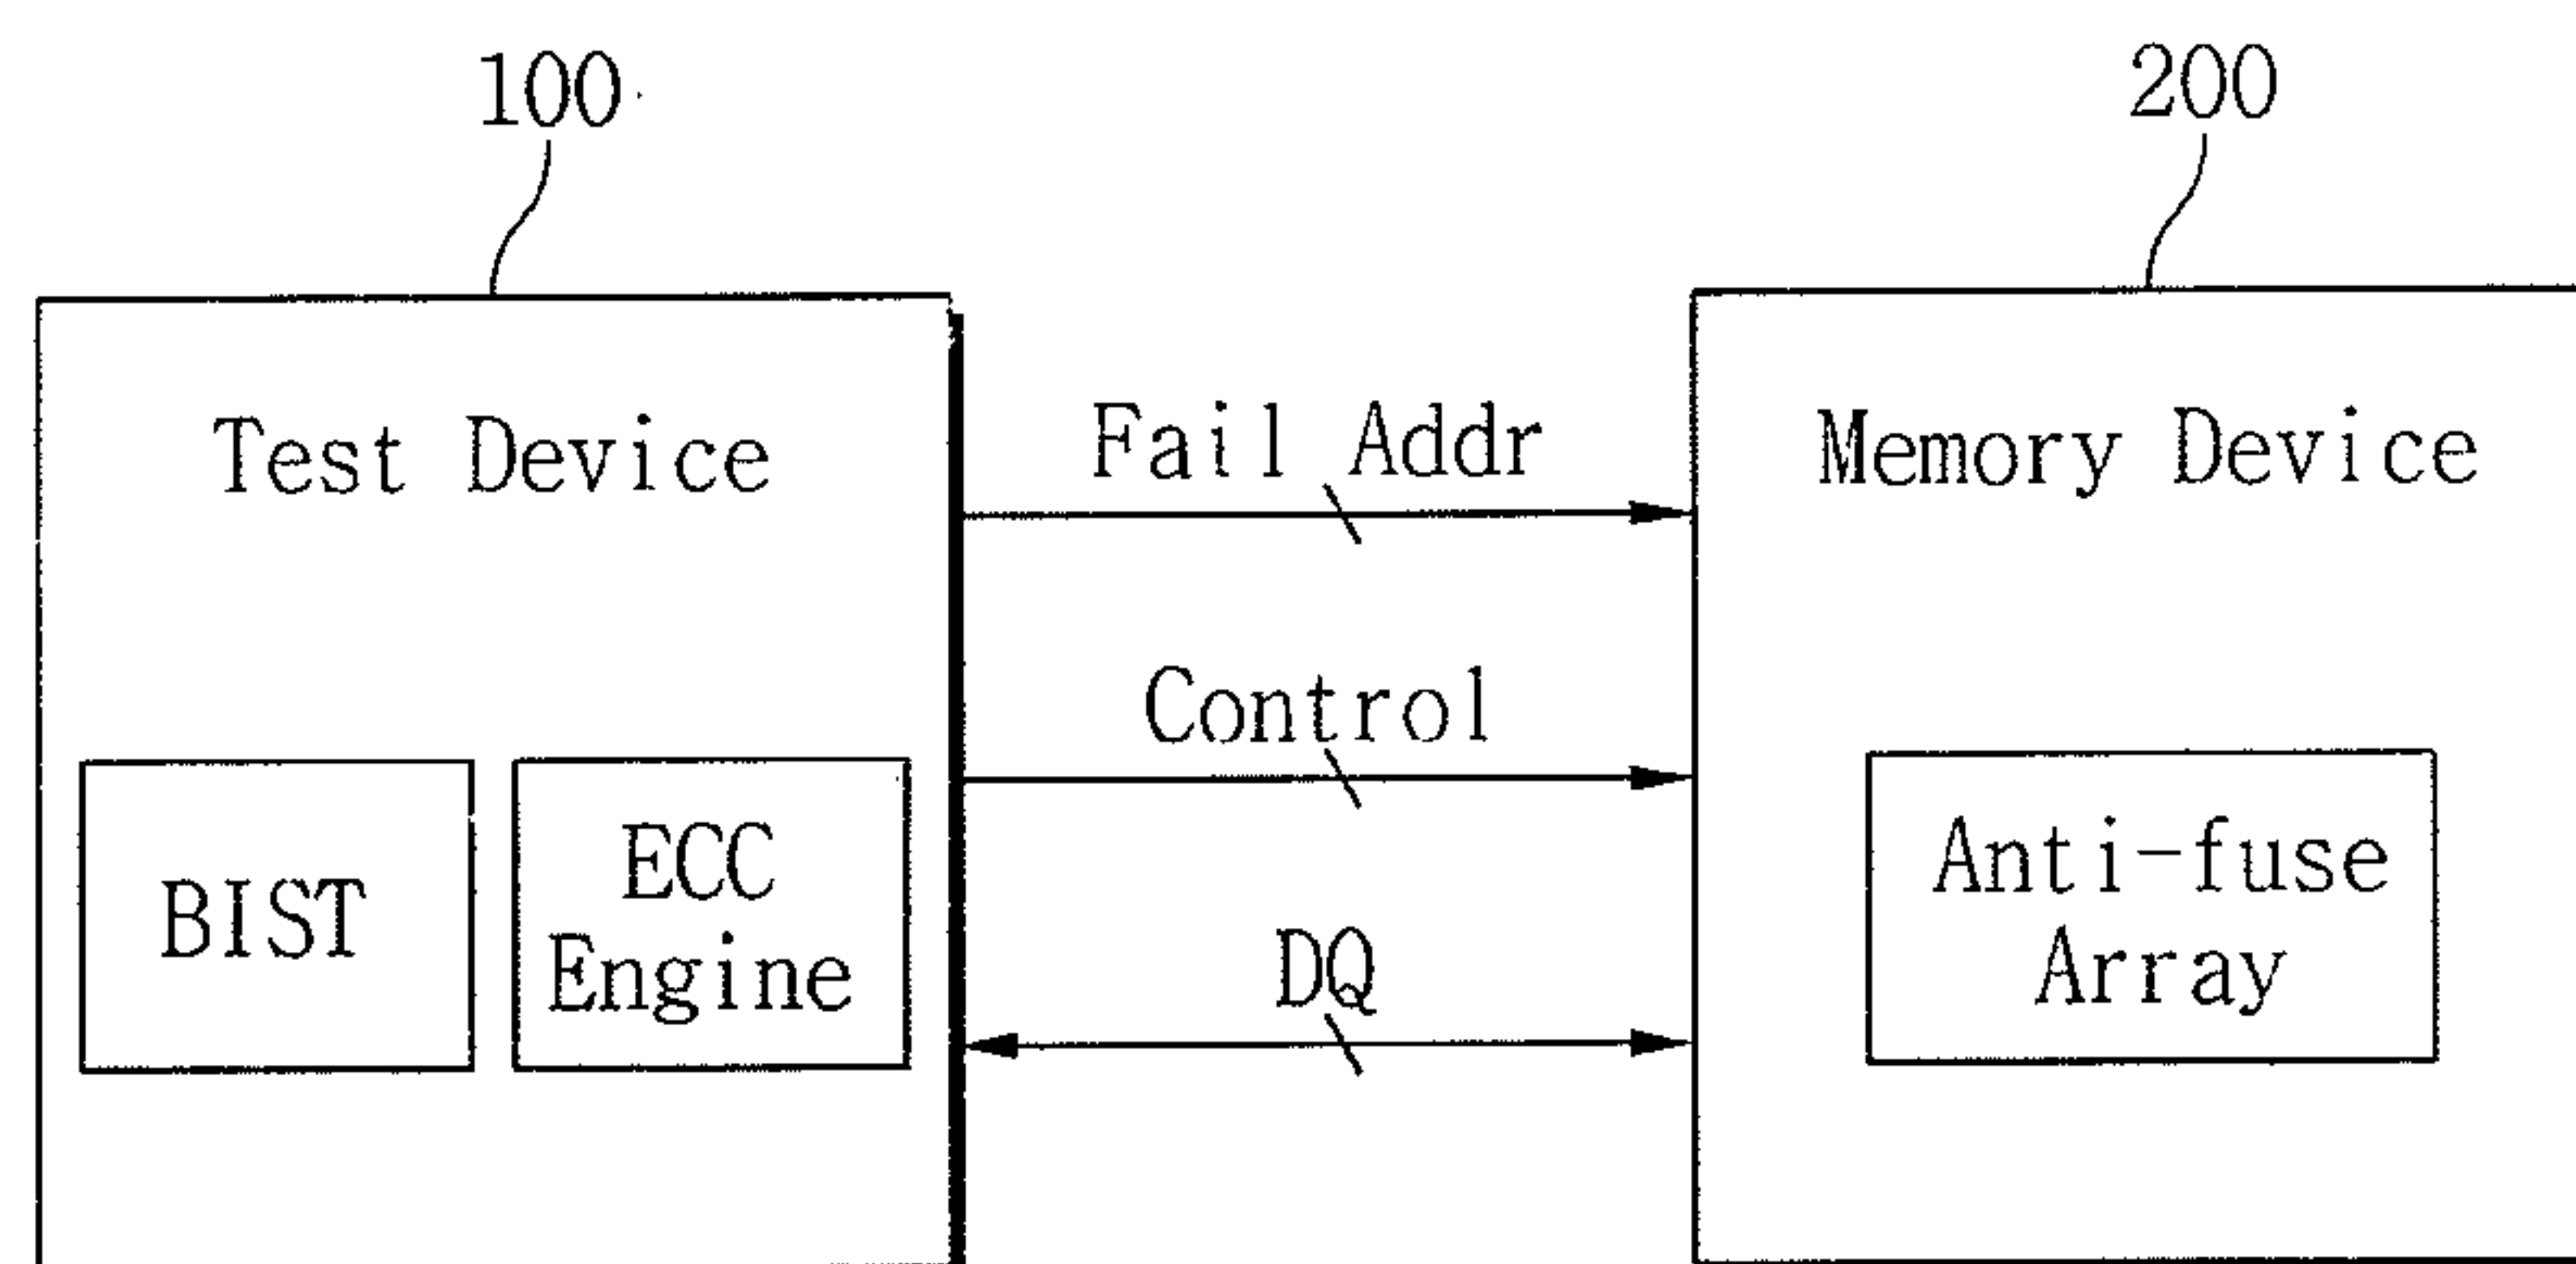 100
200
Test Device
Fail Addr
Memory Device
Control
BIST
ECC
Engine
DQ
Anti-fuse
Array